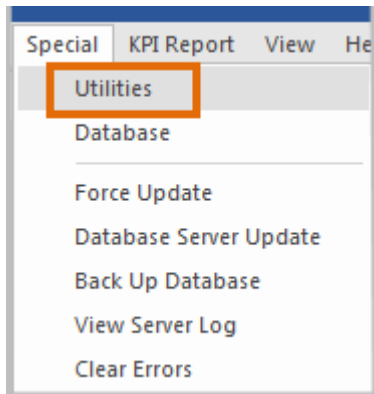 Special KPI Report View He
Utilities
Database
Force Update
Database Server Update
Back Up Database
View Server Log
Clear Errors